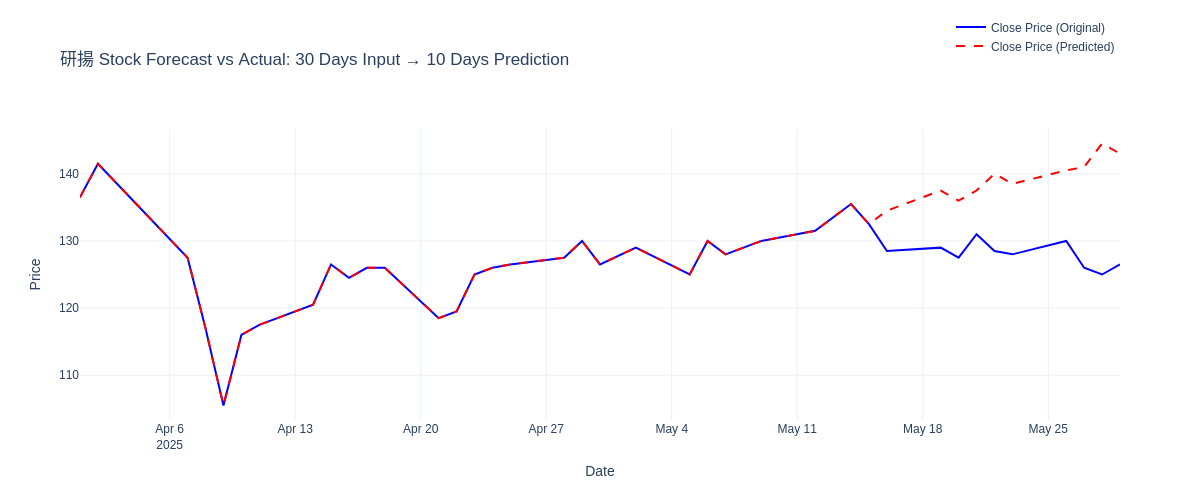 Close Price (Original)
Close Price (Predicted)
研揚 Stock Forecast vs Actual: 30 Days Input → 10 Days Prediction
Price
140
130
120
110
Apr 6
2025
Apr 13
Apr 20
Apr 27
May 4
May 11
May 18
May 25
Date